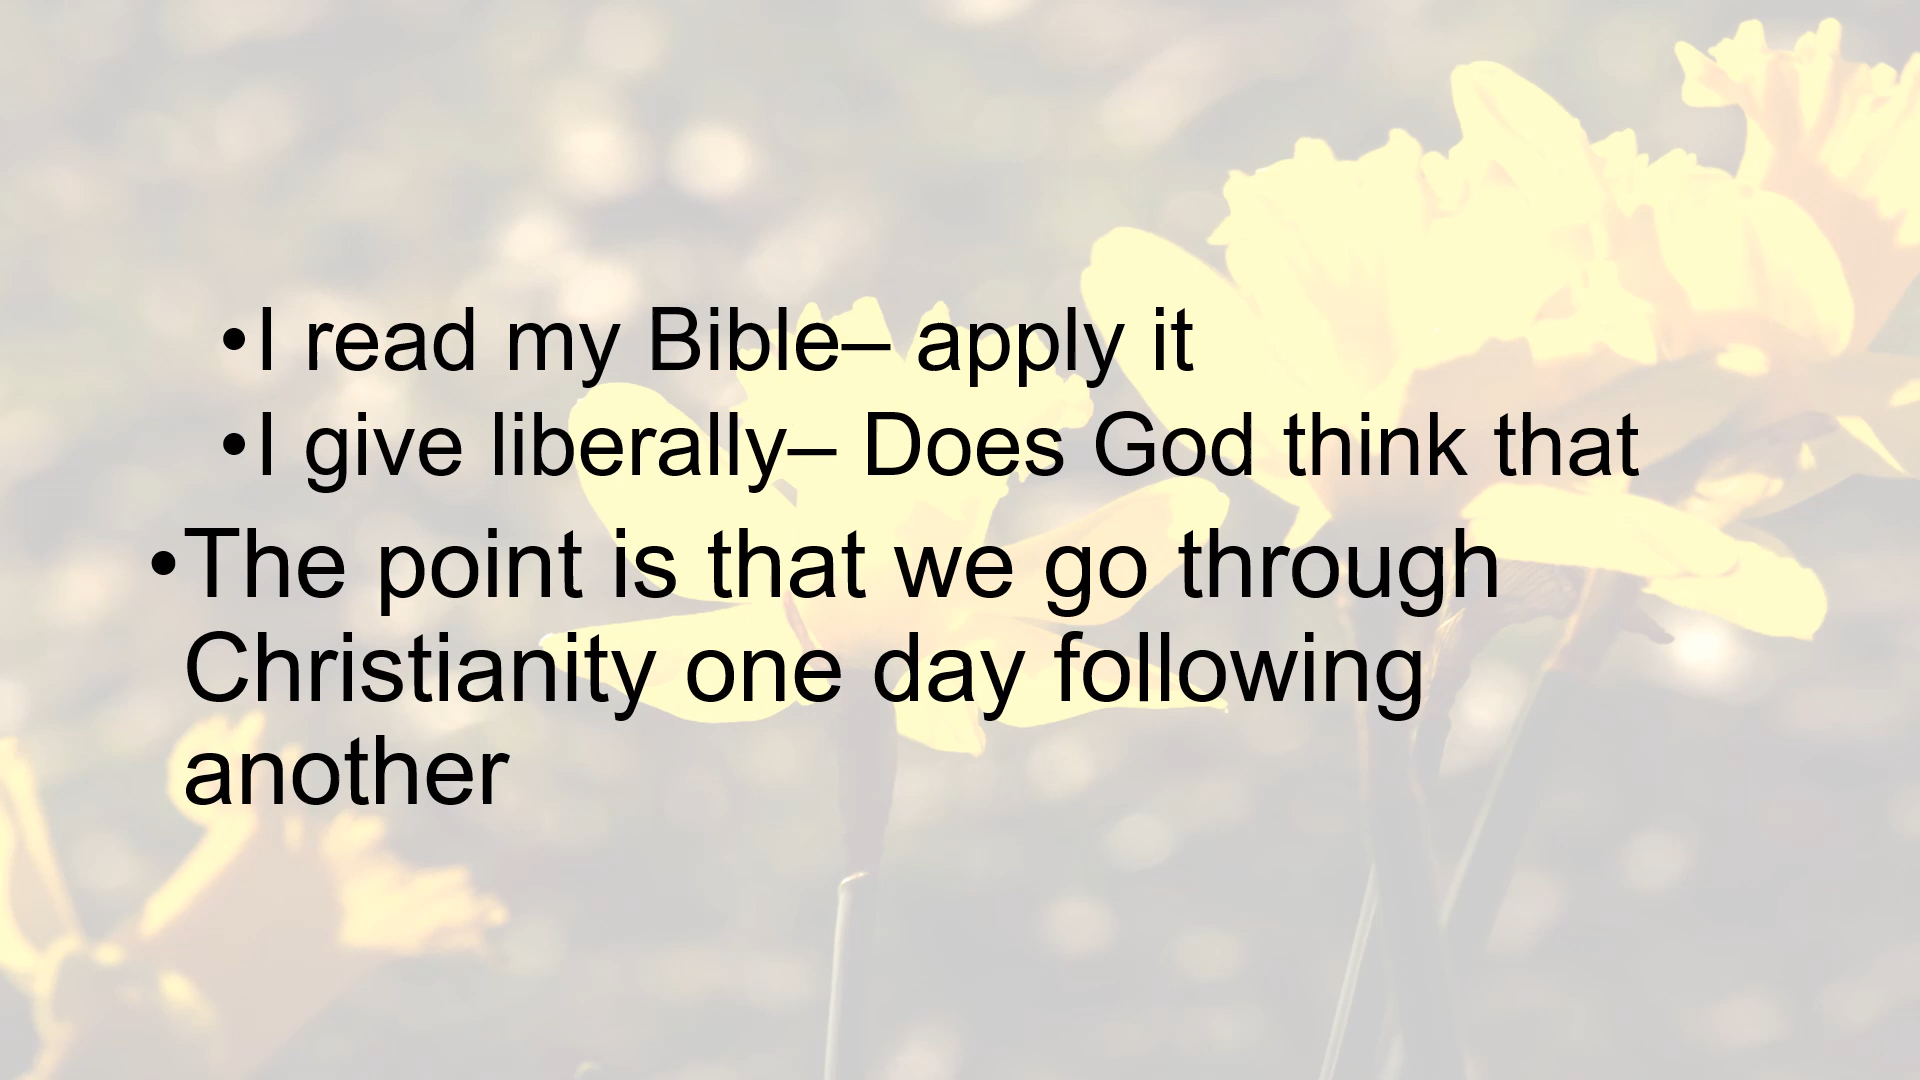 •I read my Bible– apply it
•I give liberally– Does God think that
•The point is that we go through
Christianity one day following
another